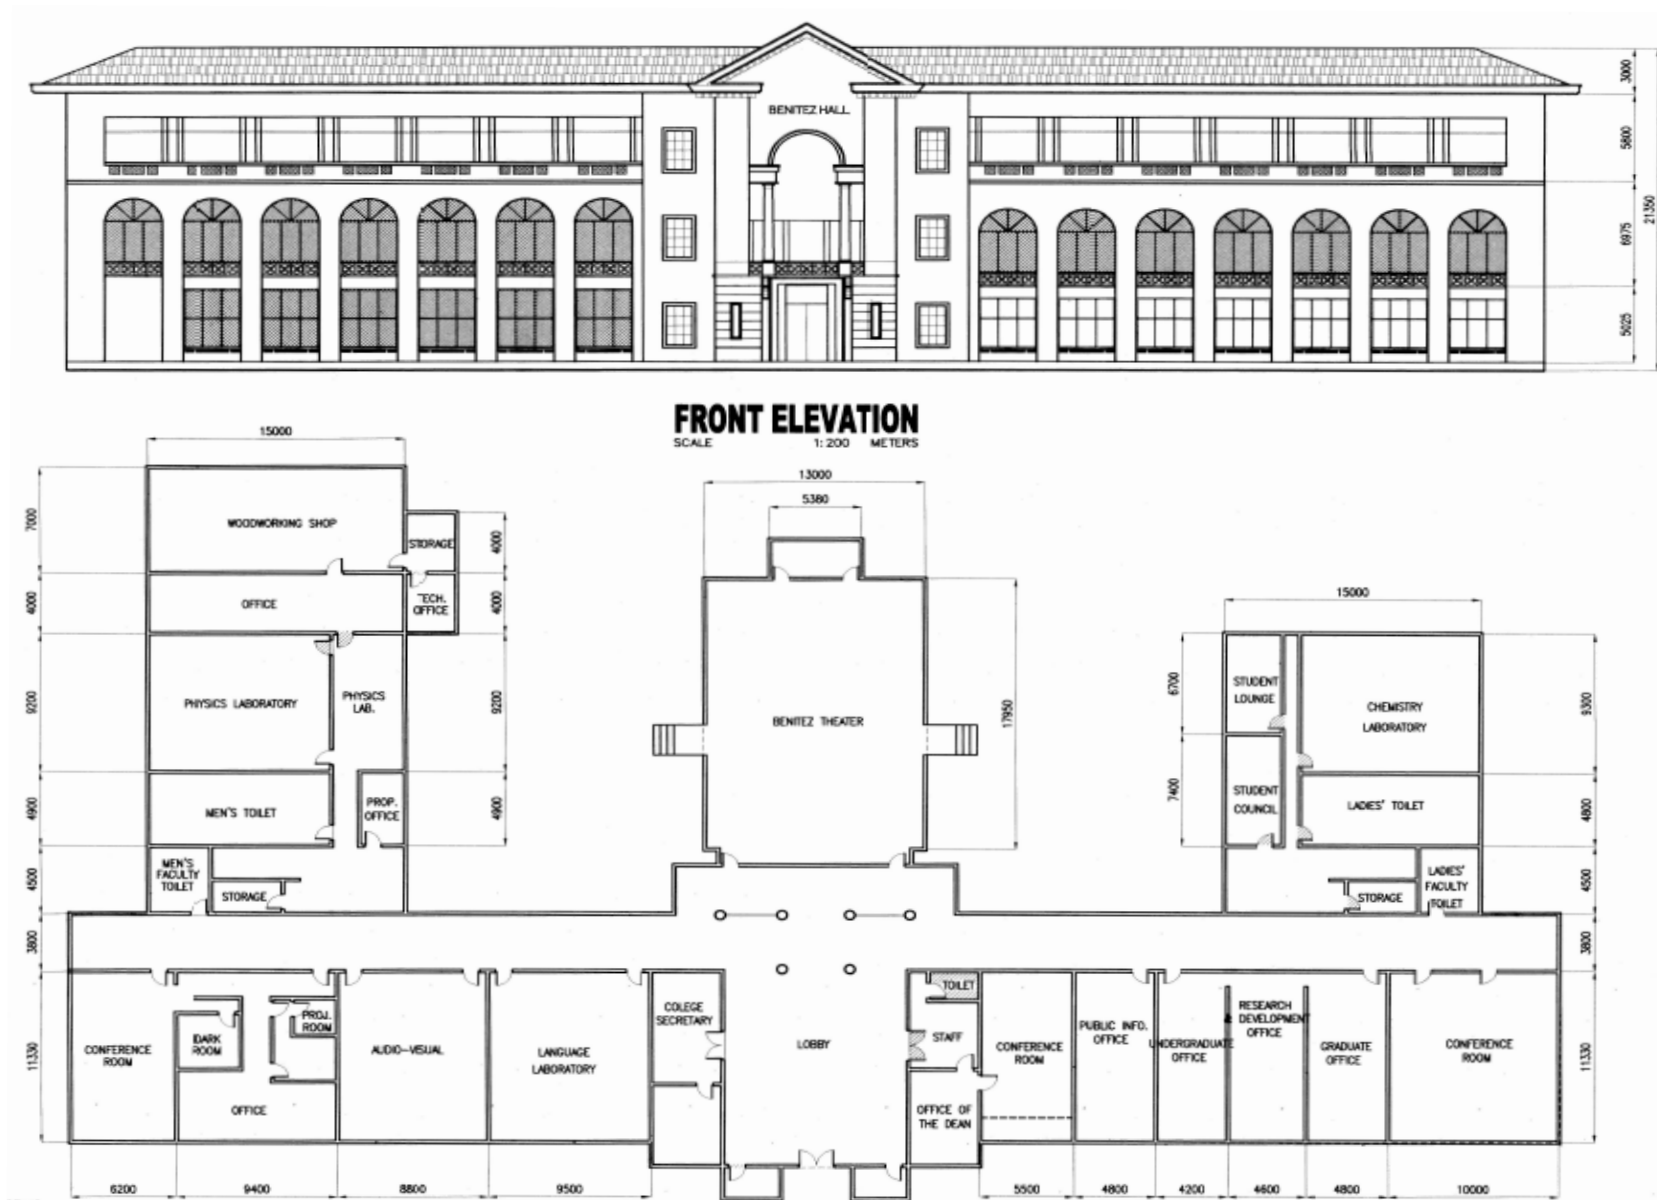 BENITEZ HALL
3000
5800
6975
5025
21350
FRONT ELEVATION
SCALE 1: 200 METERS
15000
7000
4000
9200
4900
4500
3800
11330
WOODWORKING SHOP
STORAGE
4000
OFFICE
TECH.
OFFICE
4000
PHYSICS LABORATORY
PHYSICS
LAB.
9200
MEN'S TOILET
PROP.
OFFICE
4900
MEN'S
FACULTY
TOILET
STORAGE
13000
5380
BENITEZ THEATER
17950
15000
6700
7400
STUDENT
LOUNGE
CHEMISTRY
LABORATORY
STUDENT
COUNCIL
LADIES' TOILET
LADIES'
FACULTY
TOILET
STORAGE
9300
4800
4500
3800
11330
CONFERENCE
ROOM
DARK
ROOM
PROJ.
ROOM
OFFICE
AUDIO-VISUAL
LANGUAGE
LABORATORY
COLEGE
SECRETARY
LOBBY
TOILET
STAFF
OFFICE OF
THE DEAN
CONFERENCE
ROOM
PUBLIC INFO.
OFFICE
UNDERGRADUATE
OFFICE
RESEARCH
& DEVELOPMENT
OFFICE
GRADUATE
OFFICE
CONFERENCE
ROOM
6200 9400 8800 9500 5500 4800 4200 4600 4800 10000